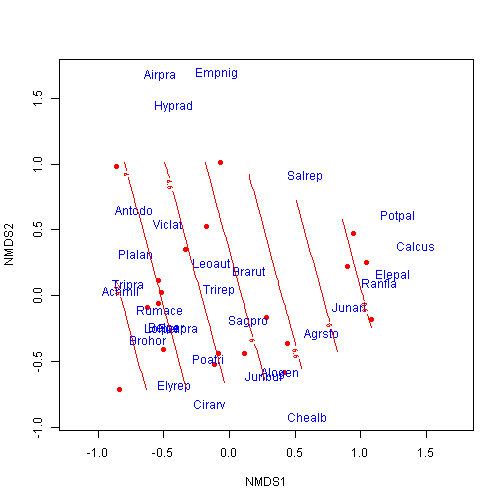 Airpra
Empnig
Hyprad
Salrep
Antodo
Potpal
Viclat
Calcus
Plalan
Leoaut
Brarut
Elepal
Ranfla
Tripra
Achmil
Trirep
Junart
Rumace
Sagpro
Agrsto
Brohor
Poatri
Alogen
Junbuf
Elyrep
Cirarv
Chealb
1.5
1.0
0.5
0.0
-0.5
-1.0
NMDS2
-1.0
-0.5
0.0
0.5
1.0
1.5
NMDS1